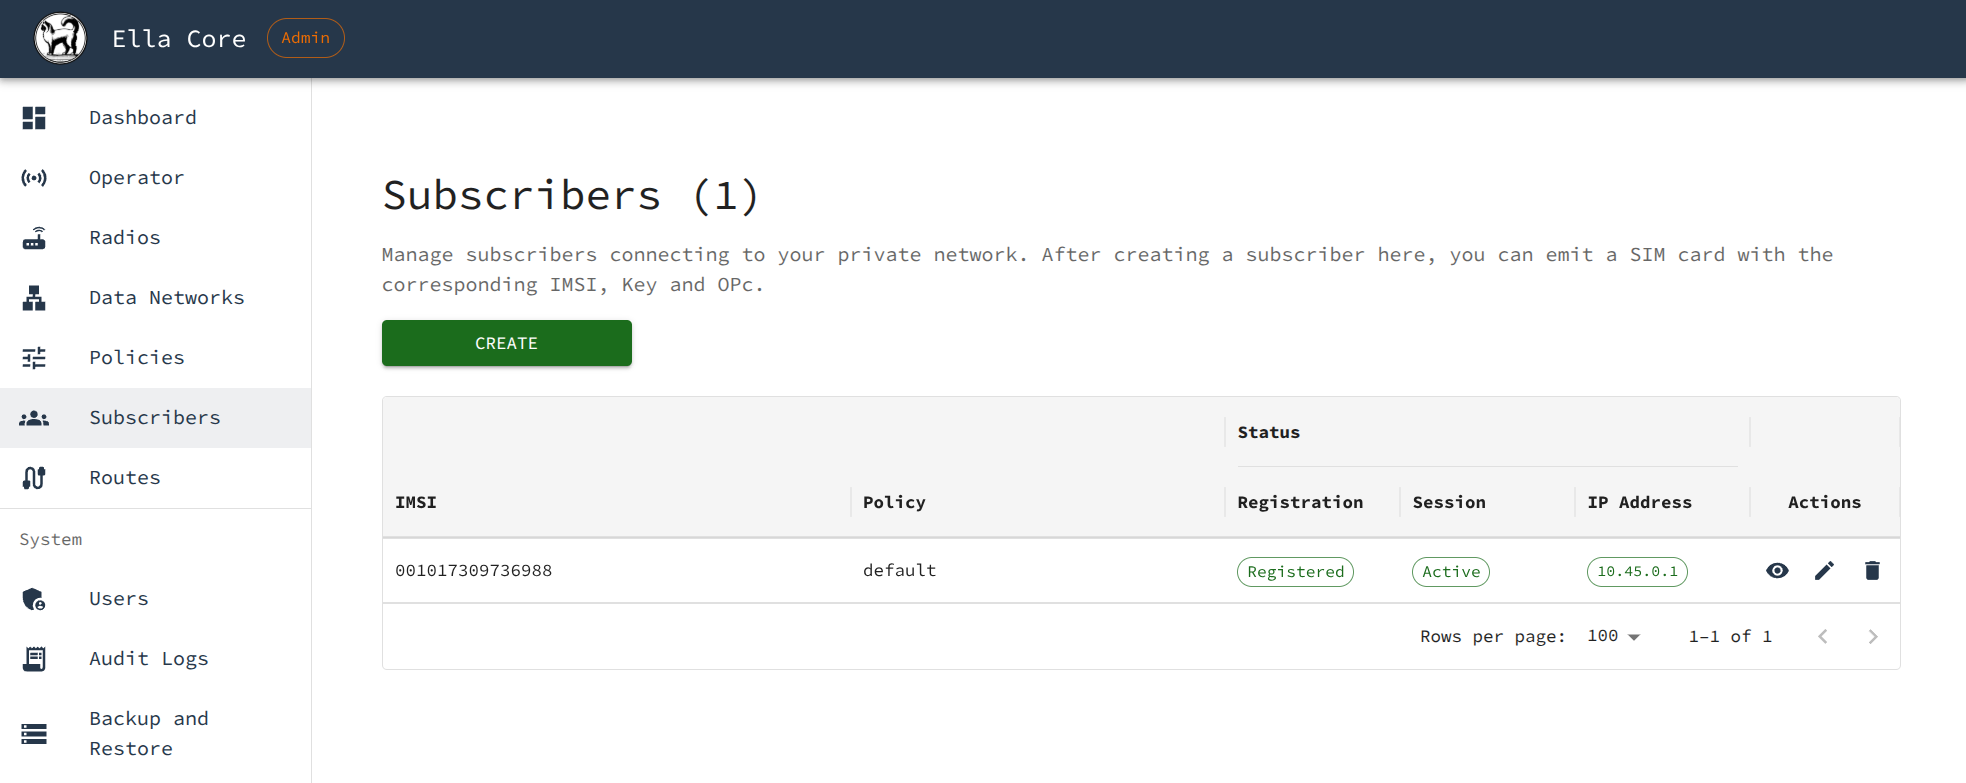 Ella Core
Admin
Dashboard
Operator
Radios
Data Networks
Policies
Subscribers
Routes
System
Users
Audit Logs
Backup and
Restore
Subscribers (1)
Manage subscribers connecting to your private network. After creating a subscriber here, you can emit a SIM card with the
corresponding IMSI, Key and OPc.
CREATE
Status
IMSI Policy Registration Session IP Address Actions
001017309736988 default Registered Active 10.45.0.1
Rows per page: 100 1–1 of 1